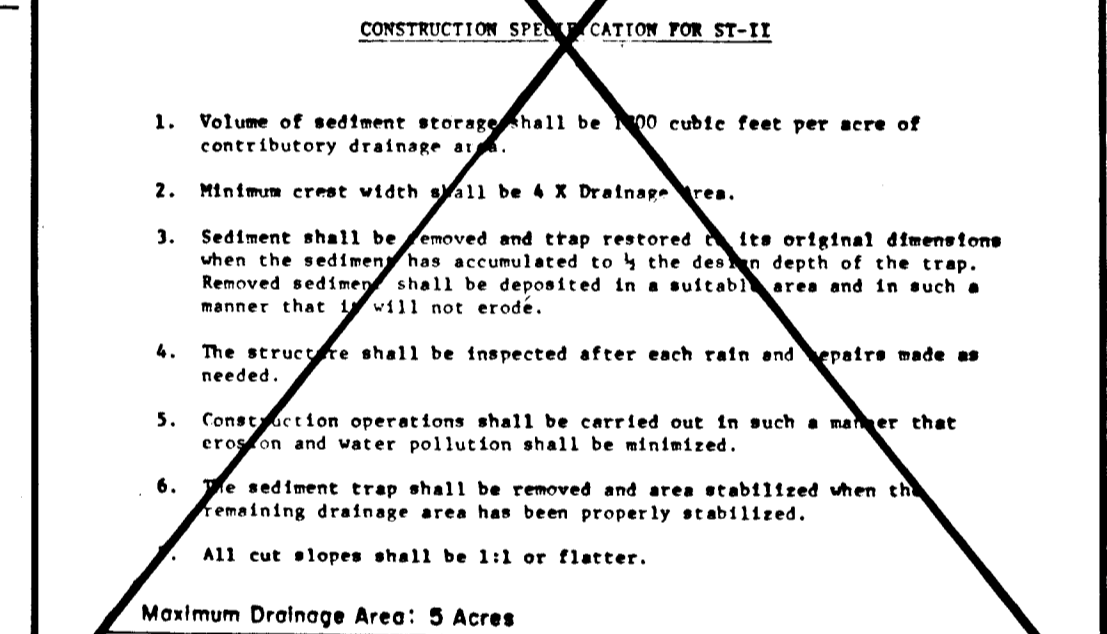 CONSTRUCTION SPECIFICATION FOR ST-II
1. Volume of sediment storage shall be cubic feet per acre of
contributory drainage area.
2. Minimum crest width shall be 4 X Drainage Area.
3. Sediment shall be removed and trap restored to its original dimensions
when the sediment has accumulated to ½ the design depth of the trap.
Removed sediment shall be deposited in a suitable area and in such a
manner that it will not erode.
4. The structure shall be inspected after each rain and repairs made as
needed.
5. Construction operations shall be carried out in such a manner that
erosion and water pollution shall be minimized.
6. The sediment trap shall be removed and area stabilized when the
remaining drainage area has been properly stabilized.
All cut slopes shall be 1:1 or flatter.
Maximum Drainage Area: 5 Acres